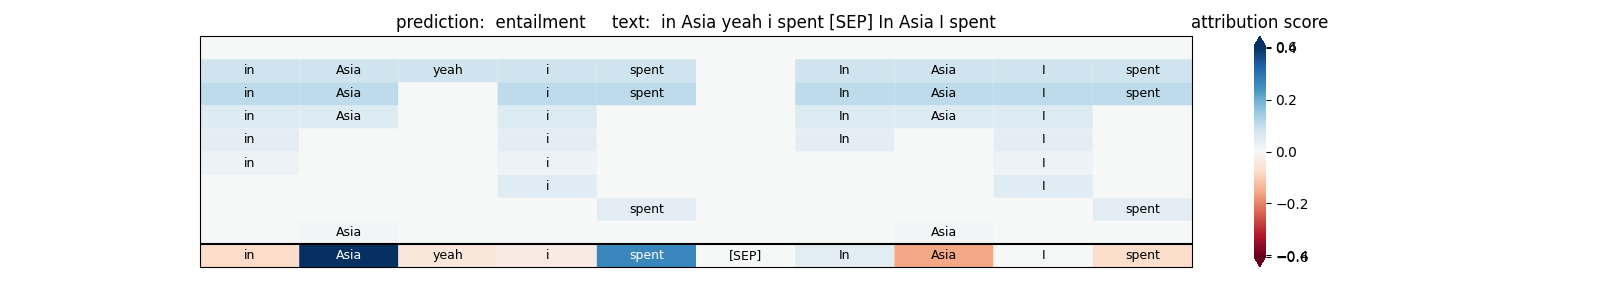 prediction:  entailment     text:  in Asia yeah i spent [SEP] In Asia I spent
attribution score
in Asia yeah i spent In Asia I spent
in Asia i spent In Asia I spent
in Asia i In Asia I
in i In I
in i I
i I
spent spent
Asia Asia
in Asia yeah i spent [SEP] In Asia I spent
0.4
0.2
0.0
−0.2
−0.4